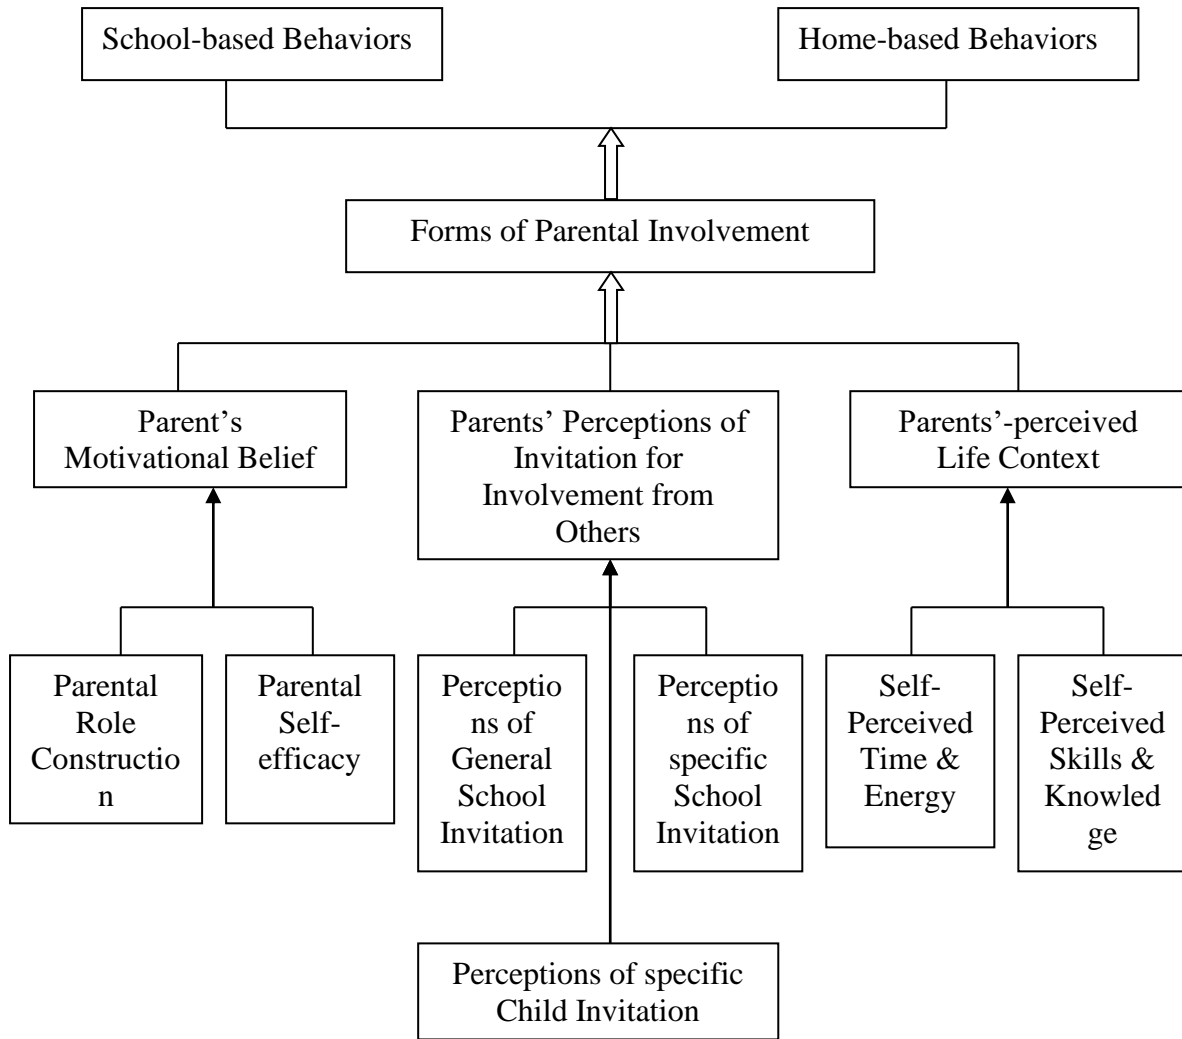 School-based Behaviors
Home-based Behaviors
Forms of Parental Involvement
Parent’s
Motivational Belief
Parents’ Perceptions of
Invitation for
Involvement from
Others
Parents’-perceived
Life Context
Parental
Role
Constructio
n
Parental
Self-
efficacy
Perceptio
ns of
General
School
Invitation
Perceptio
ns of
specific
School
Invitation
Self-
Perceived
Time &
Energy
Self-
Perceived
Skills &
Knowled
ge
Perceptions of specific
Child Invitation